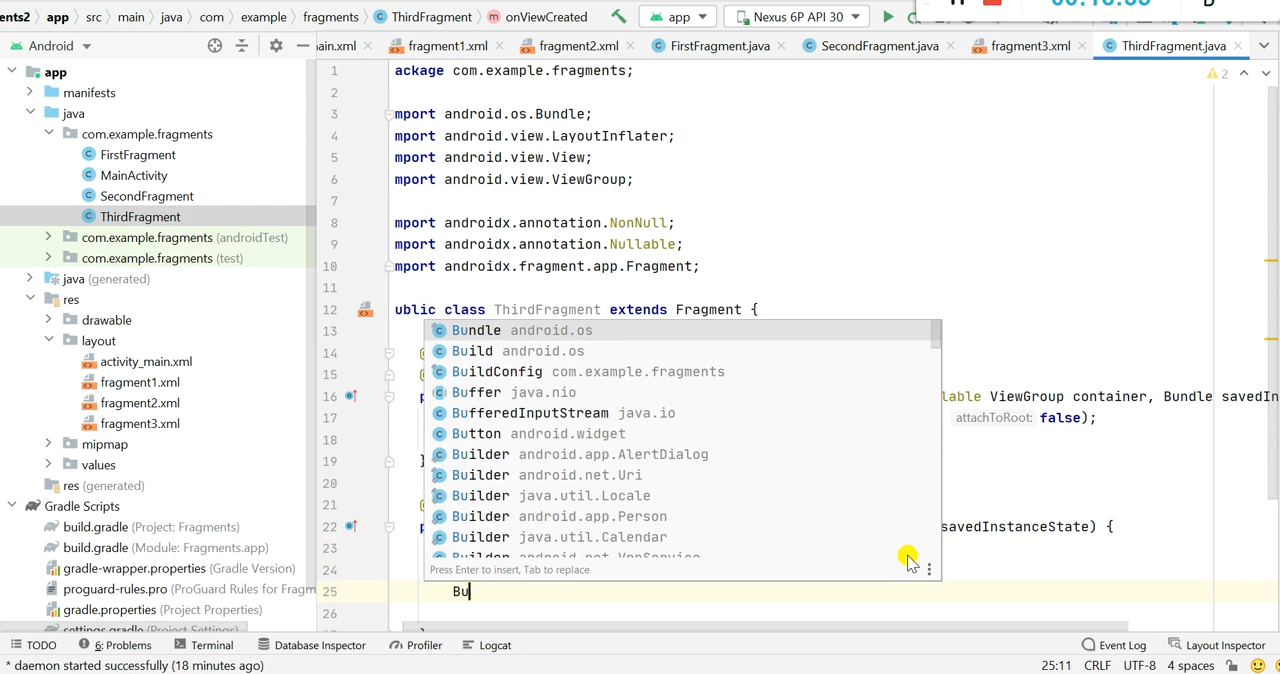 ents2 app src main java com example fragments ThirdFragment onViewCreated app Nexus 6P API 30
Android
ain.xml fragment1.xml fragment2.xml FirstFragment.java SecondFragment.java fragment3.xml ThirdFragment.java
app
manifests
java
com.example.fragments
FirstFragment
MainActivity
SecondFragment
ThirdFragment
com.example.fragments (androidTest)
com.example.fragments (test)
java (generated)
res
drawable
layout
activity_main.xml
fragment1.xml
fragment2.xml
fragment3.xml
mipmap
values
res (generated)
Gradle Scripts
build.gradle (Project: Fragments)
build.gradle (Module: Fragments.app)
gradle-wrapper.properties (Gradle Version)
proguard-rules.pro (ProGuard Rules for Fragm
gradle.properties (Project Properties)
settings.gradle (Project Settings)
2
1 ackage com.example.fragments;
2
3 mport android.os.Bundle;
4 mport android.view.LayoutInflater;
5 mport android.view.View;
6 mport android.view.ViewGroup;
7
8 mport androidx.annotation.NonNull;
9 mport androidx.annotation.Nullable;
10 mport androidx.fragment.app.Fragment;
11
12 ublic class ThirdFragment extends Fragment {
13
14
15
16 lable ViewGroup container, Bundle savedIn
17 attachToRoot: false);
18
19 }
20
21
22 savedInstanceState) {
23
24
25 Bu
26
Bundle android.os
Build android.os
BuildConfig com.example.fragments
Buffer java.nio
BufferedInputStream java.io
Button android.widget
Builder android.app.AlertDialog
Builder android.net.Uri
Builder java.util.Locale
Builder android.app.Person
Builder java.util.Calendar
Builder android.net.VpnService
Press Enter to insert, Tab to replace
TODO 6: Problems Terminal Database Inspector Profiler Logcat Event Log Layout Inspector
* daemon started successfully (18 minutes ago) 25:11 CRLF UTF-8 4 spaces